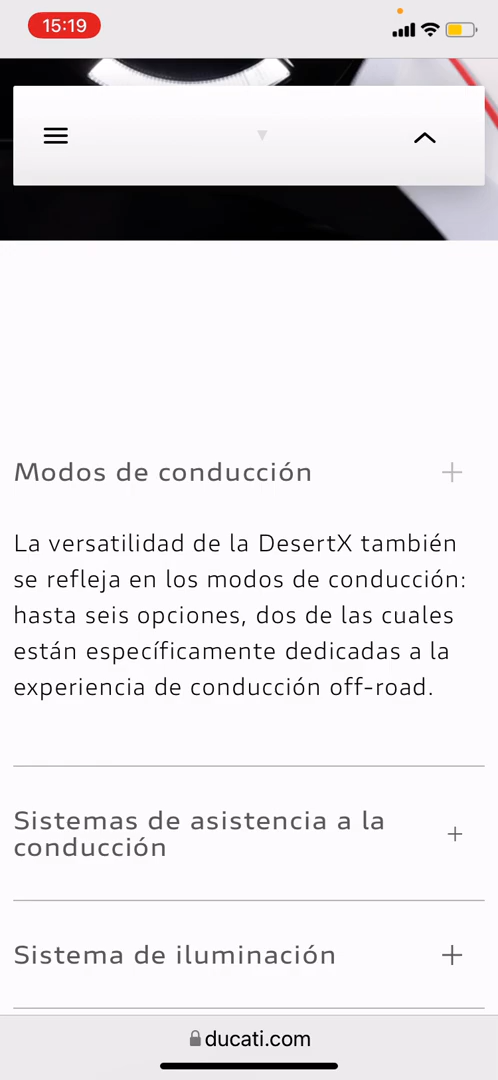 15:19
Modos de conducción
La versatilidad de la DesertX también
se refleja en los modos de conducción:
hasta seis opciones, dos de las cuales
están específicamente dedicadas a la
experiencia de conducción off-road.
Sistemas de asistencia a la
conducción
Sistema de iluminación
ducati.com